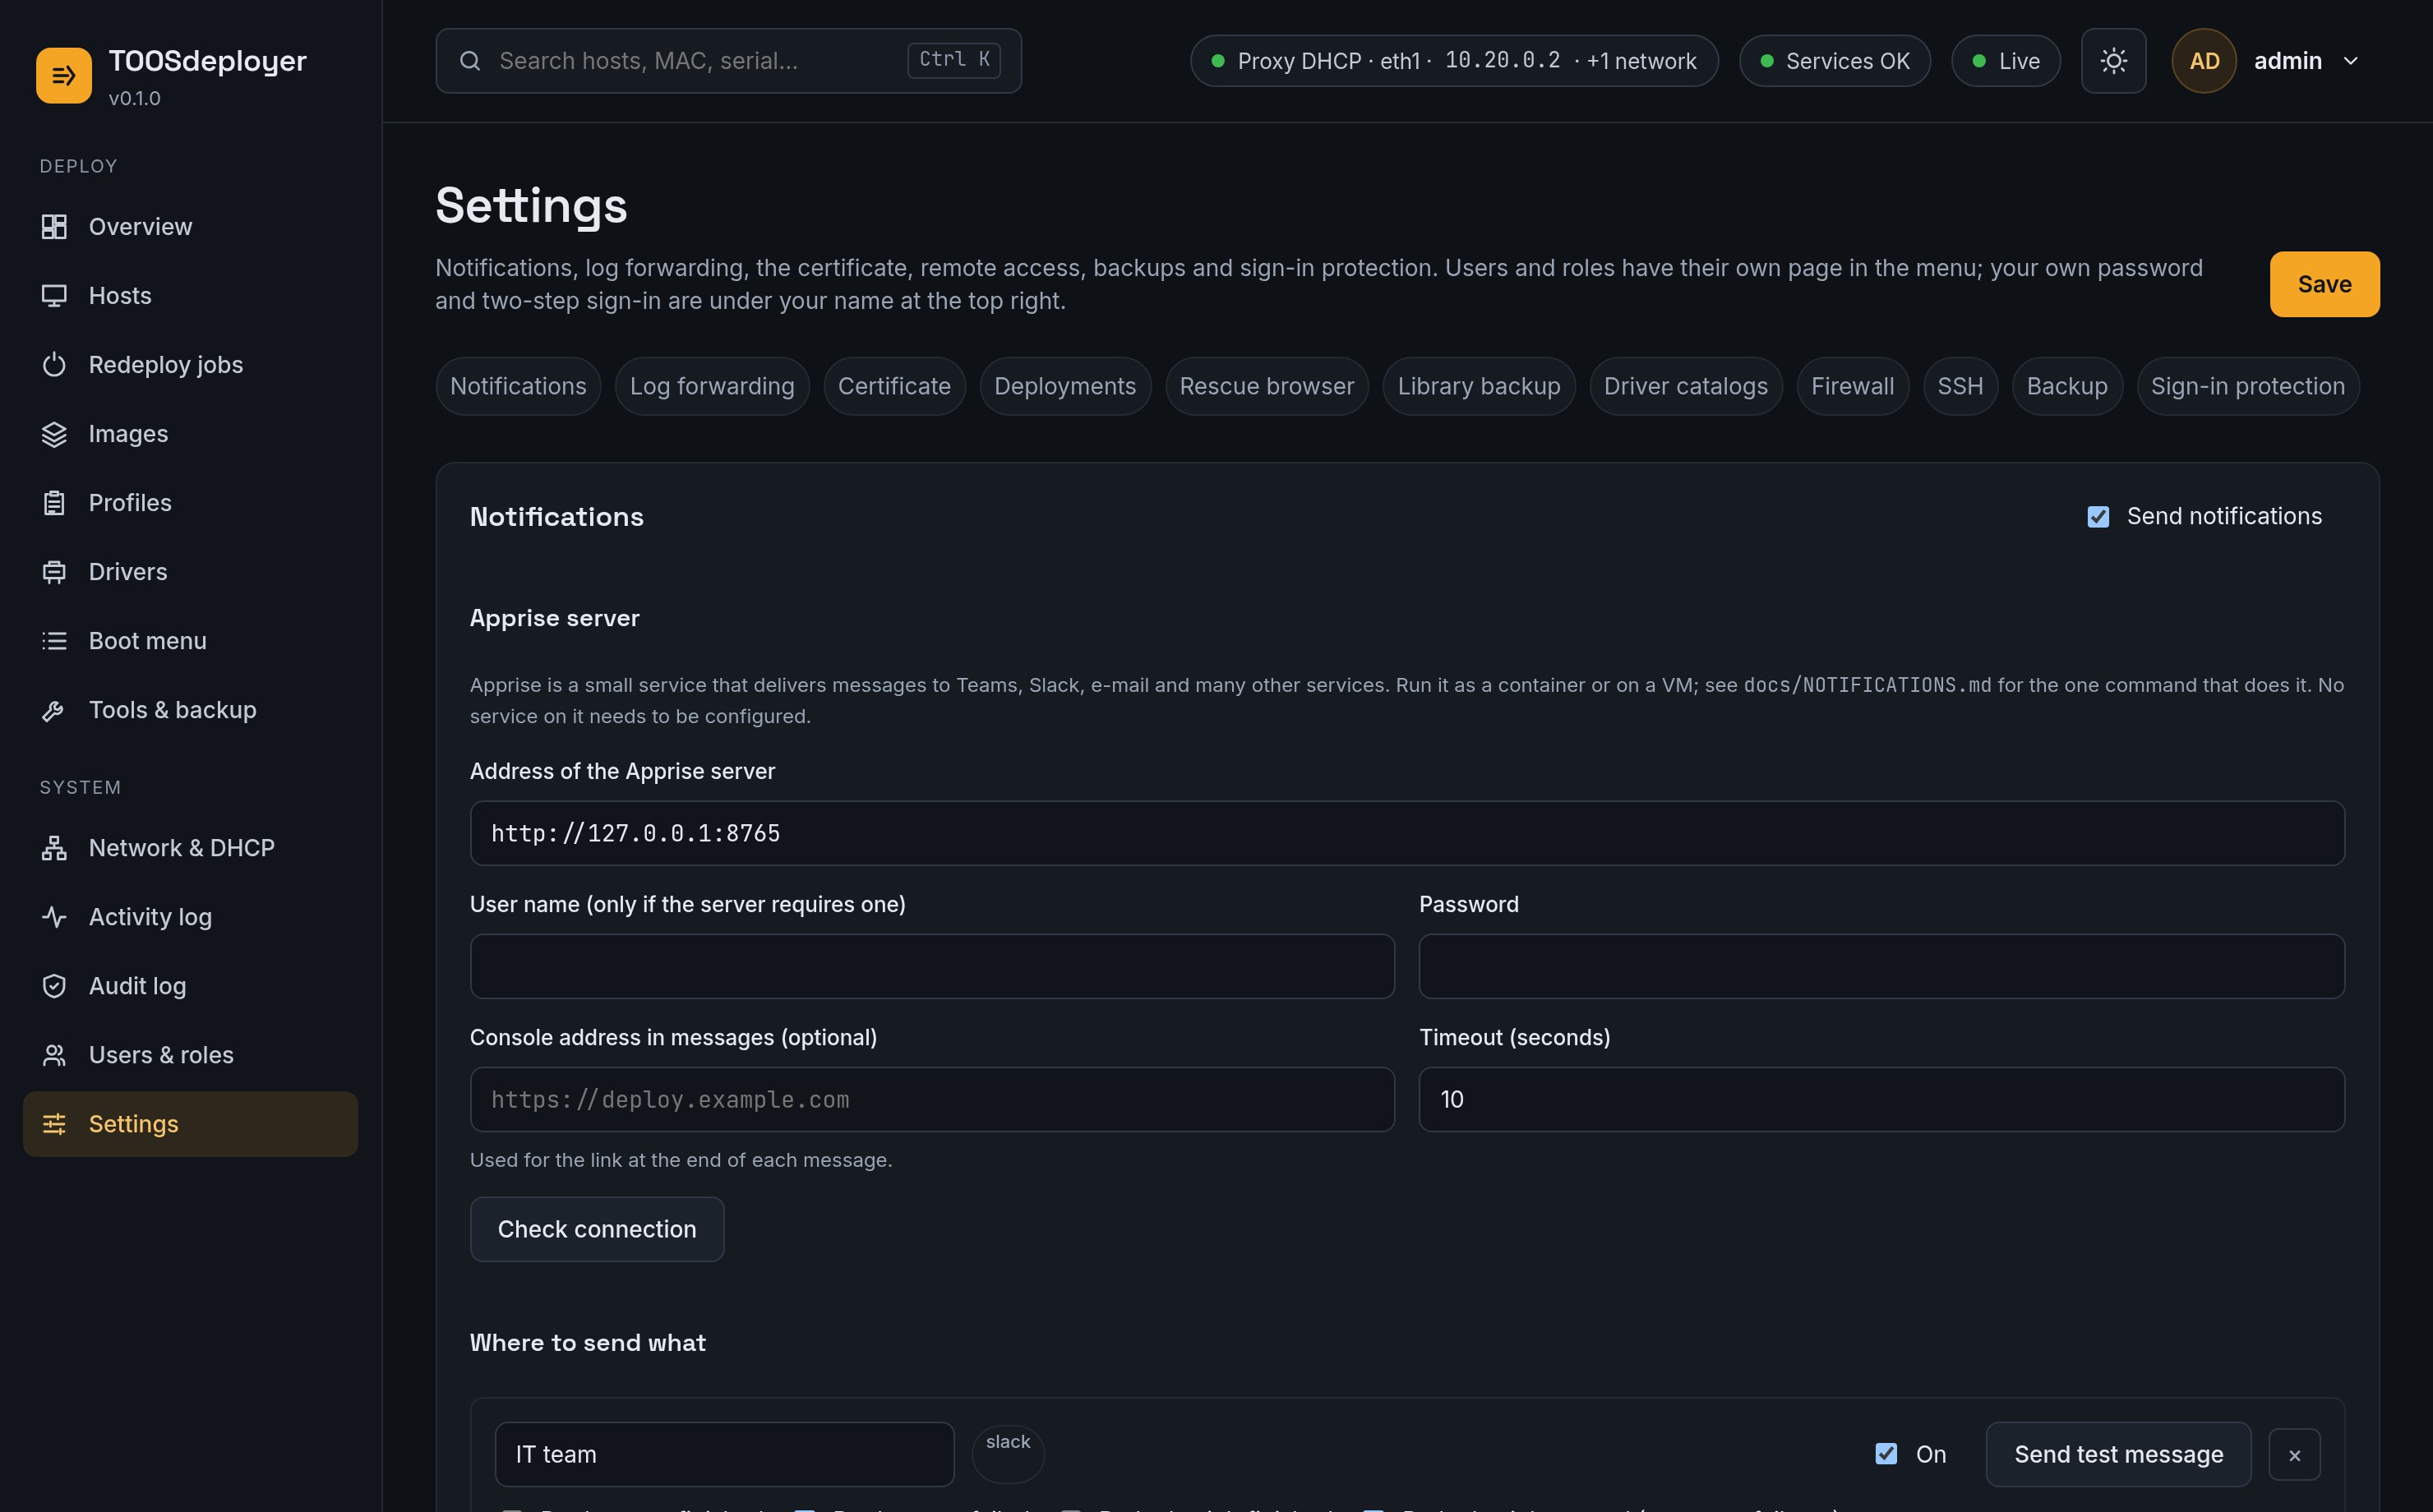 TOOSdeployer
v0.1.0
DEPLOY
Overview
Hosts
Redeploy jobs
Images
Profiles
Drivers
Boot menu
Tools & backup
SYSTEM
Network & DHCP
Activity log
Audit log
Users & roles
Settings
Search hosts, MAC, serial... Ctrl K
Proxy DHCP · eth1 · 10.20.0.2 · +1 network
Services OK
Live
AD admin
Settings
Notifications, log forwarding, the certificate, remote access, backups and sign-in protection. Users and roles have their own page in the menu; your own password
and two-step sign-in are under your name at the top right.
Save
Notifications Log forwarding Certificate Deployments Rescue browser Library backup Driver catalogs Firewall SSH Backup Sign-in protection
Notifications
Send notifications
Apprise server
Apprise is a small service that delivers messages to Teams, Slack, e-mail and many other services. Run it as a container or on a VM; see docs/NOTIFICATIONS.md for the one command that does it. No
service on it needs to be configured.
Address of the Apprise server
http://127.0.0.1:8765
User name (only if the server requires one) Password
Console address in messages (optional) Timeout (seconds)
https://deploy.example.com 10
Used for the link at the end of each message.
Check connection
Where to send what
IT team slack On Send test message ×